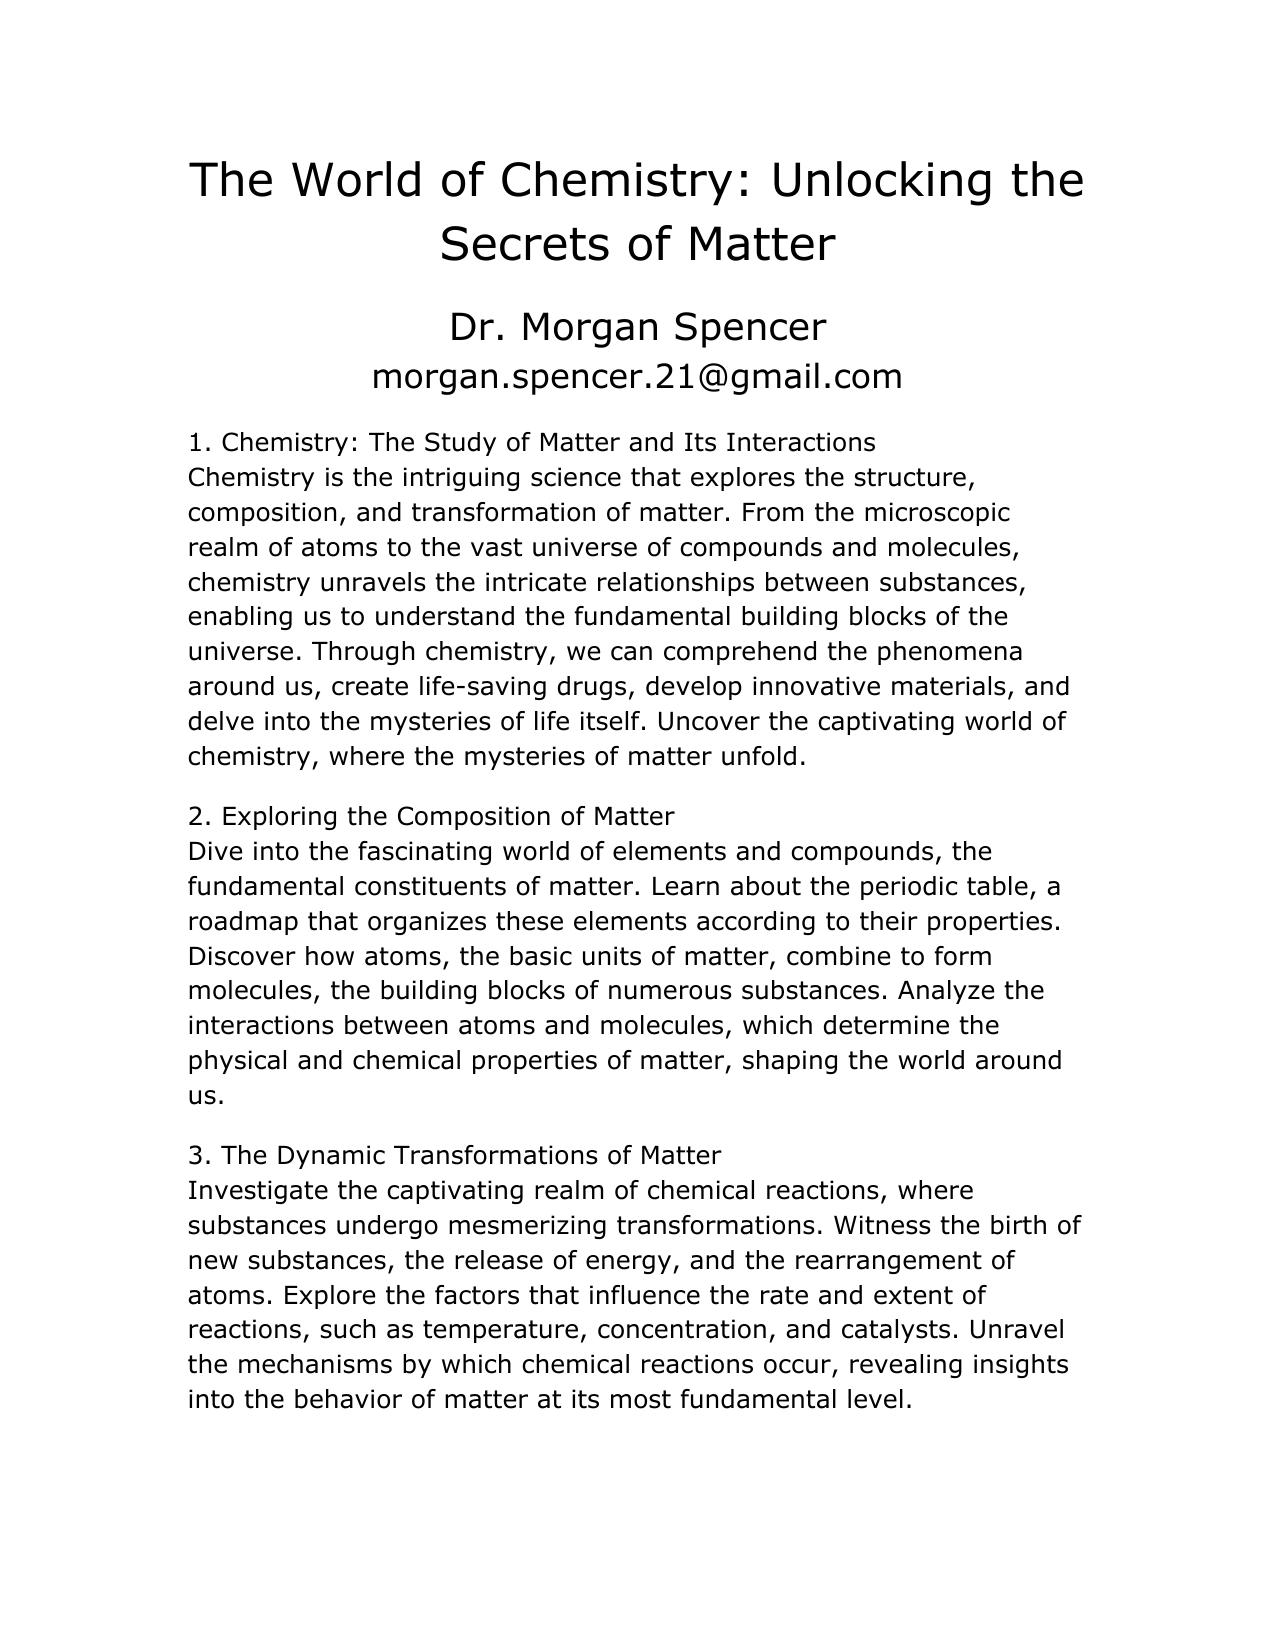 The World of Chemistry: Unlocking the
Secrets of Matter
Dr. Morgan Spencer
morgan.spencer.21@gmail.com
1. Chemistry: The Study of Matter and Its Interactions
Chemistry is the intriguing science that explores the structure,
composition, and transformation of matter. From the microscopic
realm of atoms to the vast universe of compounds and molecules,
chemistry unravels the intricate relationships between substances,
enabling us to understand the fundamental building blocks of the
universe. Through chemistry, we can comprehend the phenomena
around us, create life-saving drugs, develop innovative materials, and
delve into the mysteries of life itself. Uncover the captivating world of
chemistry, where the mysteries of matter unfold.
2. Exploring the Composition of Matter
Dive into the fascinating world of elements and compounds, the
fundamental constituents of matter. Learn about the periodic table, a
roadmap that organizes these elements according to their properties.
Discover how atoms, the basic units of matter, combine to form
molecules, the building blocks of numerous substances. Analyze the
interactions between atoms and molecules, which determine the
physical and chemical properties of matter, shaping the world around
us.
3. The Dynamic Transformations of Matter
Investigate the captivating realm of chemical reactions, where
substances undergo mesmerizing transformations. Witness the birth of
new substances, the release of energy, and the rearrangement of
atoms. Explore the factors that influence the rate and extent of
reactions, such as temperature, concentration, and catalysts. Unravel
the mechanisms by which chemical reactions occur, revealing insights
into the behavior of matter at its most fundamental level.